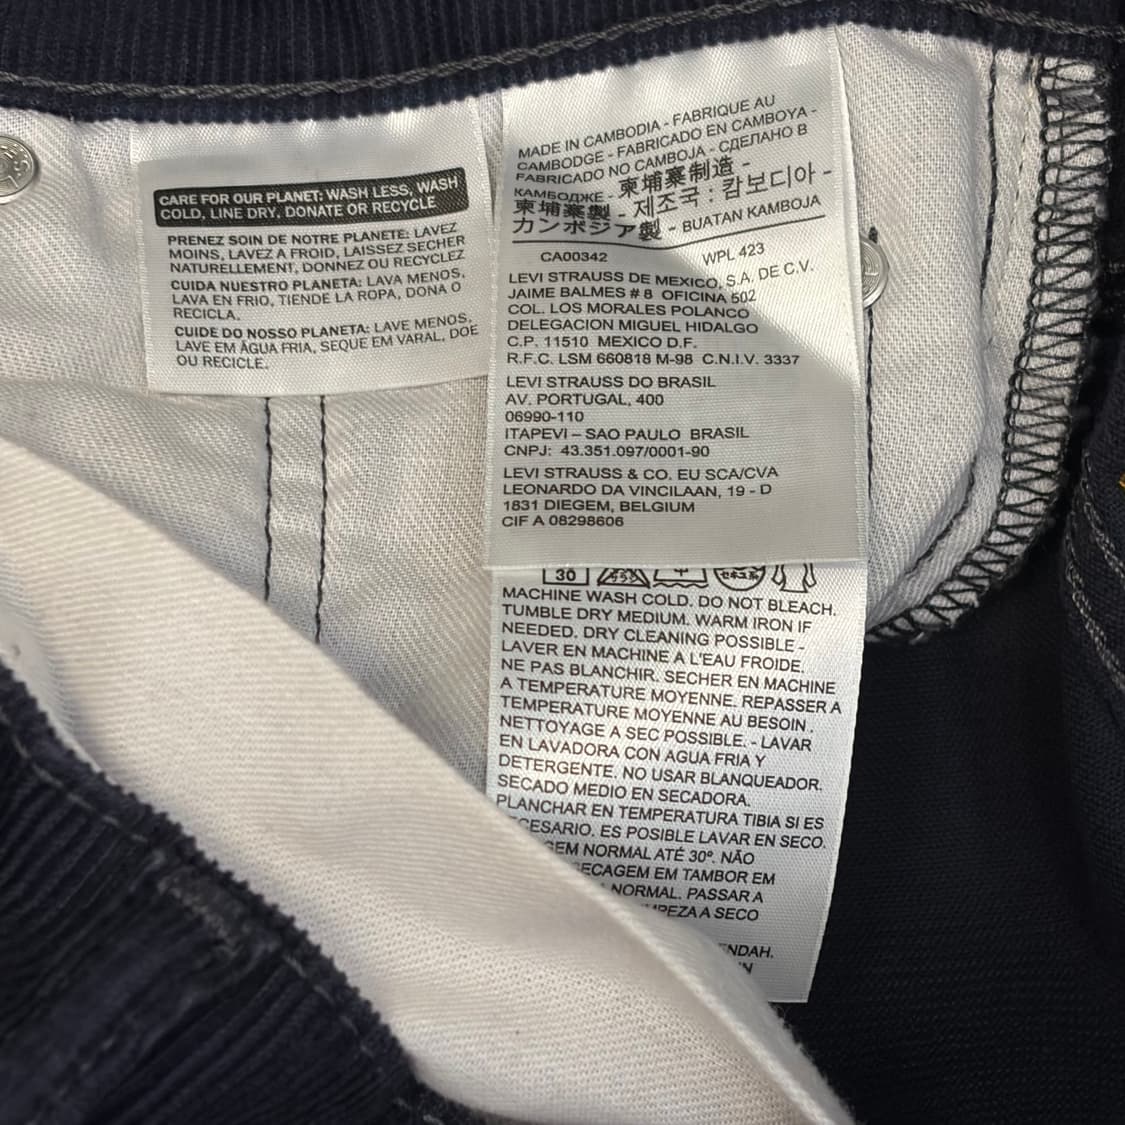 CARE FOR OUR PLANET: WASH LESS, WASH
COLD, LINE DRY, DONATE OR RECYCLE
PRENEZ SOIN DE NOTRE PLANETE: LAVEZ
MOINS, LAVEZ A FROID, LAISSEZ SECHER
NATURELLEMENT, DONNEZ OU RECYCLEZ
CUIDA NUESTRO PLANETA: LAVA MENOS,
LAVA EN FRIO, TIENDE LA ROPA, DONA O
RECICLA.
CUIDE DO NOSSO PLANETA: LAVE MENOS,
LAVE EM ÁGUA FRIA, SEQUE EM VARAL, DOE
OU RECICLE.
MADE IN CAMBODIA - FABRIQUE AU
CAMBODGE - FABRICADO EN CAMBOYA -
FABRICADO NO CAMBOJA - СДЕЛАНО В
КАМБОДЖЕ - 柬埔寨制造 -
柬埔寨製 - 제조국 : 캄보디아 -
カンボジア製 - BUATAN KAMBOJA
CA00342 WPL 423
LEVI STRAUSS DE MEXICO, S.A. DE C.V.
JAIME BALMES # 8 OFICINA 502
COL. LOS MORALES POLANCO
DELEGACION MIGUEL HIDALGO
C.P. 11510 MEXICO D.F.
R.F.C. LSM 660818 M-98 C.N.I.V. 3337
LEVI STRAUSS DO BRASIL
AV. PORTUGAL, 400
06990-110
ITAPEVI – SAO PAULO BRASIL
CNPJ: 43.351.097/0001-90
LEVI STRAUSS & CO. EU SCA/CVA
LEONARDO DA VINCILAAN, 19 - D
1831 DIEGEM, BELGIUM
CIF A 08298606
30 セキユ系
MACHINE WASH COLD. DO NOT BLEACH.
TUMBLE DRY MEDIUM. WARM IRON IF
NEEDED. DRY CLEANING POSSIBLE -
LAVER EN MACHINE A L'EAU FROIDE.
NE PAS BLANCHIR. SECHER EN MACHINE
A TEMPERATURE MOYENNE. REPASSER A
TEMPERATURE MOYENNE AU BESOIN.
NETTOYAGE A SEC POSSIBLE. - LAVAR
EN LAVADORA CON AGUA FRIA Y
DETERGENTE. NO USAR BLANQUEADOR.
SECADO MEDIO EN SECADORA.
PLANCHAR EN TEMPERATURA TIBIA SI ES
CESARIO. ES POSIBLE LAVAR EN SECO.
GEM NORMAL ATÉ 30º. NÃO
ECAGEM EM TAMBOR EM
NORMAL. PASSAR A
MPEZA A SECO
ENDAH.